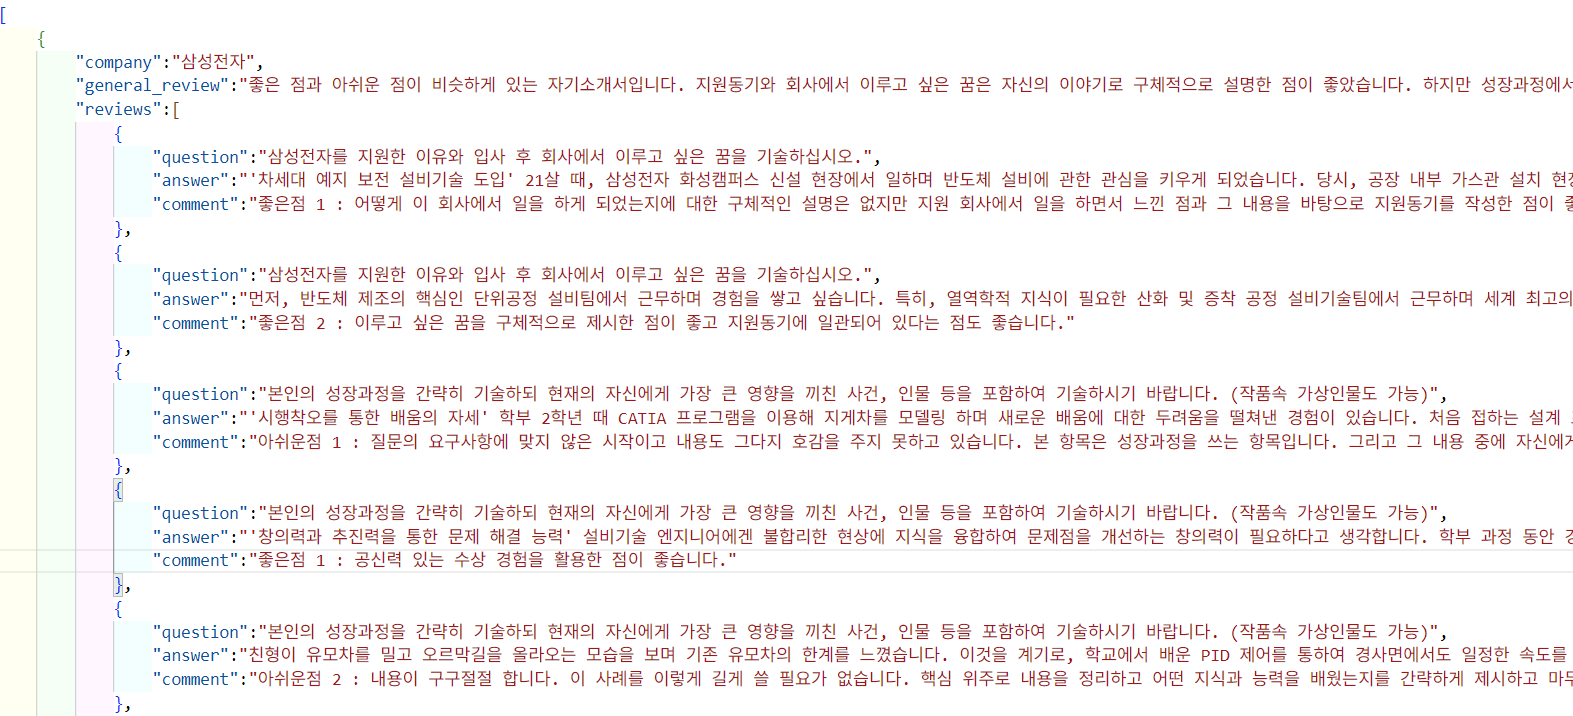 [
{
"company":"삼성전자",
"general_review":"좋은 점과 아쉬운 점이 비슷하게 있는 자기소개서입니다. 지원동기와 회사에서 이루고 싶은 꿈은 자신의 이야기로 구체적으로 설명한 점이 좋았습니다. 하지만 성장과정에서
"reviews":[
{
"question":"삼성전자를 지원한 이유와 입사 후 회사에서 이루고 싶은 꿈을 기술하십시오.",
"answer":"'차세대 예지 보전 설비기술 도입' 21살 때, 삼성전자 화성캠퍼스 신설 현장에서 일하며 반도체 설비에 관한 관심을 키우게 되었습니다. 당시, 공장 내부 가스관 설치 현장
"comment":"좋은점 1 : 어떻게 이 회사에서 일을 하게 되었는지에 대한 구체적인 설명은 없지만 지원 회사에서 일을 하면서 느낀 점과 그 내용을 바탕으로 지원동기를 작성한 점이
},
{
"question":"삼성전자를 지원한 이유와 입사 후 회사에서 이루고 싶은 꿈을 기술하십시오.",
"answer":"먼저, 반도체 제조의 핵심인 단위공정 설비팀에서 근무하며 경험을 쌓고 싶습니다. 특히, 열역학적 지식이 필요한 산화 및 증착 공정 설비기술팀에서 근무하며 세계 최고의
"comment":"좋은점 2 : 이루고 싶은 꿈을 구체적으로 제시한 점이 좋고 지원동기에 일관되어 있다는 점도 좋습니다."
},
{
"question":"본인의 성장과정을 간략히 기술하되 현재의 자신에게 가장 큰 영향을 끼친 사건, 인물 등을 포함하여 기술하시기 바랍니다. (작품속 가상인물도 가능)",
"answer":"'시행착오를 통한 배움의 자세' 학부 2학년 때 CATIA 프로그램을 이용해 지게차를 모델링 하며 새로운 배움에 대한 두려움을 떨쳐낸 경험이 있습니다. 처음 접하는 설계
"comment":"아쉬운점 1 : 질문의 요구사항에 맞지 않은 시작이고 내용도 그다지 호감을 주지 못하고 있습니다. 본 항목은 성장과정을 쓰는 항목입니다. 그리고 그 내용 중에 자신에게
},
{
"question":"본인의 성장과정을 간략히 기술하되 현재의 자신에게 가장 큰 영향을 끼친 사건, 인물 등을 포함하여 기술하시기 바랍니다. (작품속 가상인물도 가능)",
"answer":"'창의력과 추진력을 통한 문제 해결 능력' 설비기술 엔지니어에겐 불합리한 현상에 지식을 융합하여 문제점을 개선하는 창의력이 필요하다고 생각합니다. 학부 과정 동안
"comment":"좋은점 1 : 공신력 있는 수상 경험을 활용한 점이 좋습니다."
},
{
"question":"본인의 성장과정을 간략히 기술하되 현재의 자신에게 가장 큰 영향을 끼친 사건, 인물 등을 포함하여 기술하시기 바랍니다. (작품속 가상인물도 가능)",
"answer":"친형이 유모차를 밀고 오르막길을 올라오는 모습을 보며 기존 유모차의 한계를 느꼈습니다. 이것을 계기로, 학교에서 배운 PID 제어를 통하여 경사면에서도 일정한 속도를
"comment":"아쉬운점 2 : 내용이 구구절절 합니다. 이 사례를 이렇게 길게 쓸 필요가 없습니다. 핵심 위주로 내용을 정리하고 어떤 지식과 능력을 배웠는지를 간략하게 제시하고
},